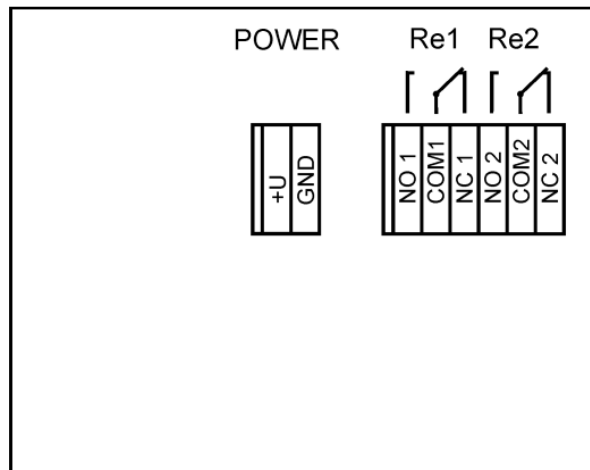 POWER Re1 Re2
+U
GND
NO 1
COM1
NC 1
NO 2
COM2
NC 2